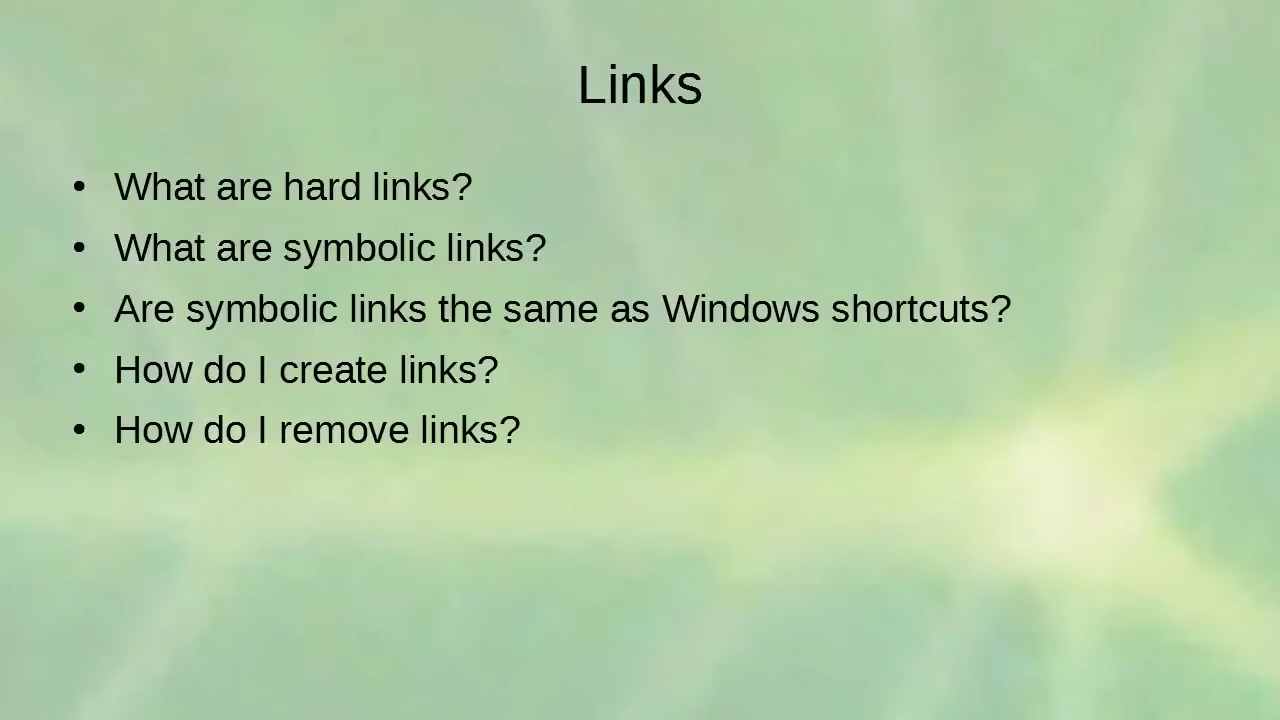 Links
• What are hard links?
• What are symbolic links?
• Are symbolic links the same as Windows shortcuts?
• How do I create links?
• How do I remove links?